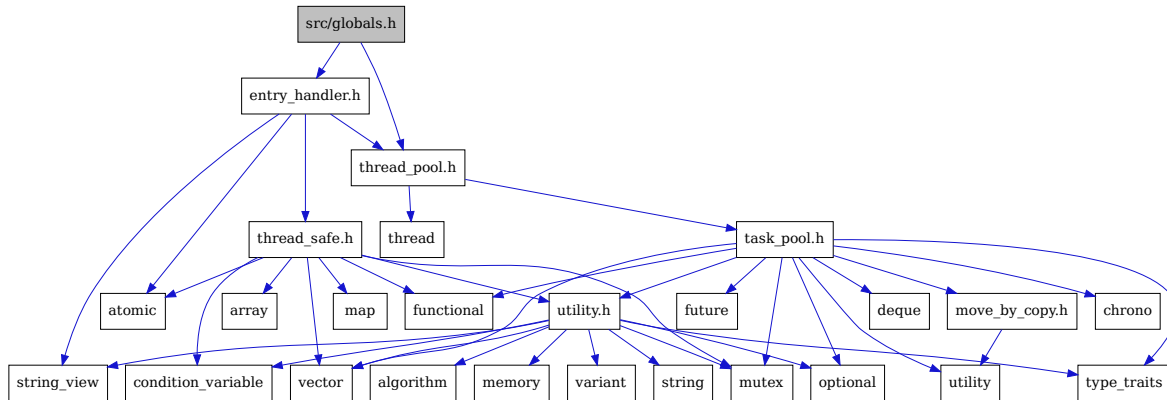 src/globals.h
entry_handler.h
thread_pool.h
thread_safe.h
thread
task_pool.h
atomic
array
map
functional
utility.h
future
deque
move_by_copy.h
chrono
string_view
condition_variable
vector
algorithm
memory
variant
string
mutex
optional
utility
type_traits